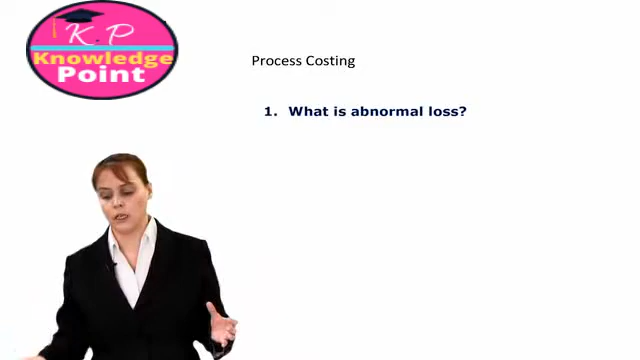 K.P
Knowledge
Point
Process Costing
1. What is abnormal loss?